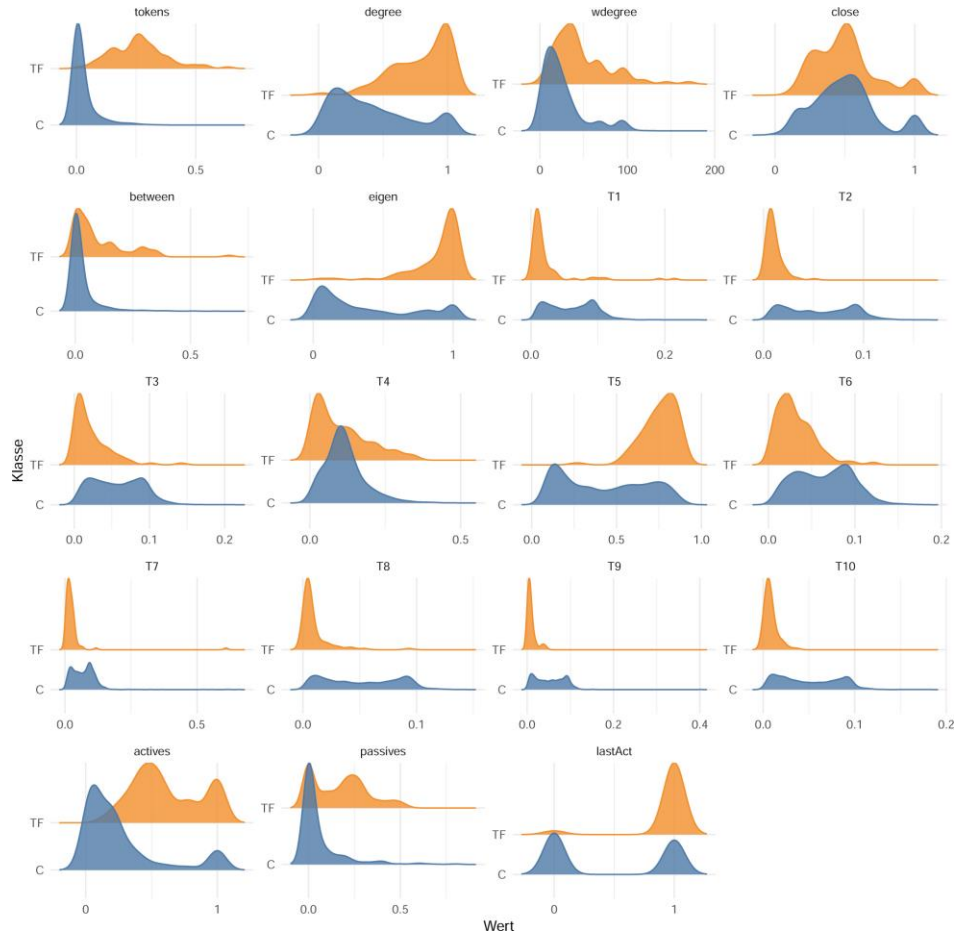 tokens degree wdegree close
TF TF TF TF
C C C C
0.0 0.5 0 1 0 100 200 0 1
between eigen T1 T2
TF TF TF TF
C C C C
0.0 0.5 0 1 0.0 0.2 0.0 0.1
T3 T4 T5 T6
Klasse
TF TF TF TF
C C C C
0.0 0.1 0.2 0.0 0.5 0.0 0.5 1.0 0.0 0.1 0.2
T7 T8 T9 T10
TF TF TF TF
C C C C
0.0 0.5 0.0 0.1 0.0 0.2 0.4 0.0 0.1 0.2
actives passives lastAct
TF TF TF
C C C
0 1 0.0 0.5 0 1
Wert